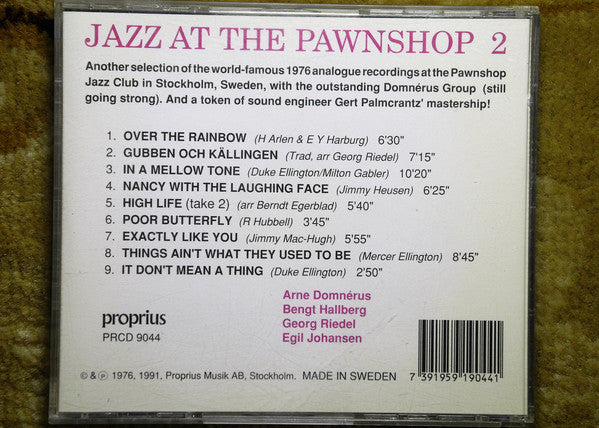 JAZZ AT THE PAWNSHOP 2
Another selection of the world-famous 1976 analogue recordings at the Pawnshop
Jazz Club in Stockholm, Sweden, with the outstanding Domnérus Group (still
going strong). And a token of sound engineer Gert Palmcrantz' mastership!
1. OVER THE RAINBOW (H Arlen & E Y Harburg) 6'30"
2. GUBBEN OCH KÄLLINGEN (Trad, arr Georg Riedel) 7'15"
3. IN A MELLOW TONE (Duke Ellington/Milton Gabler) 10'20"
4. NANCY WITH THE LAUGHING FACE (Jimmy Heusen) 6'25"
5. HIGH LIFE (take 2) (arr Berndt Egerblad) 5'40"
6. POOR BUTTERFLY (R Hubbell) 3'45"
7. EXACTLY LIKE YOU (Jimmy Mac-Hugh) 5'55"
8. THINGS AIN'T WHAT THEY USED TO BE (Mercer Ellington) 8'45"
9. IT DON'T MEAN A THING (Duke Ellington) 2'50"
Arne Domnérus
Bengt Hallberg
Georg Riedel
Egil Johansen
proprius
PRCD 9044
© & ℗ 1976, 1991, Proprius Musik AB, Stockholm. MADE IN SWEDEN
7 391959 190441